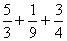 5/3 + 1/9 + 3/4